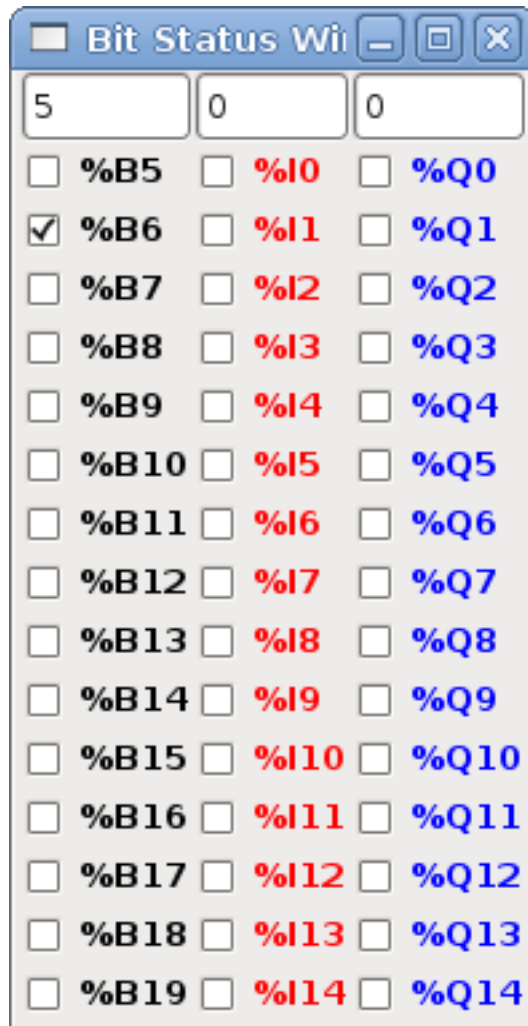 Bit Status Wi
5 0 0
%B5 %I0 %Q0
%B6 %I1 %Q1
%B7 %I2 %Q2
%B8 %I3 %Q3
%B9 %I4 %Q4
%B10 %I5 %Q5
%B11 %I6 %Q6
%B12 %I7 %Q7
%B13 %I8 %Q8
%B14 %I9 %Q9
%B15 %I10 %Q10
%B16 %I11 %Q11
%B17 %I12 %Q12
%B18 %I13 %Q13
%B19 %I14 %Q14